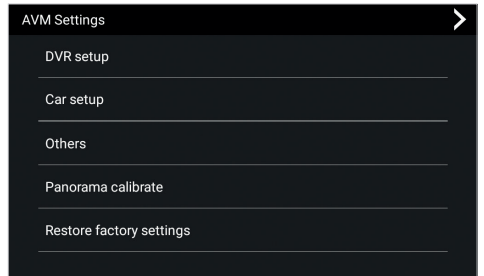 AVM Settings
DVR setup
Car setup
Others
Panorama calibrate
Restore factory settings